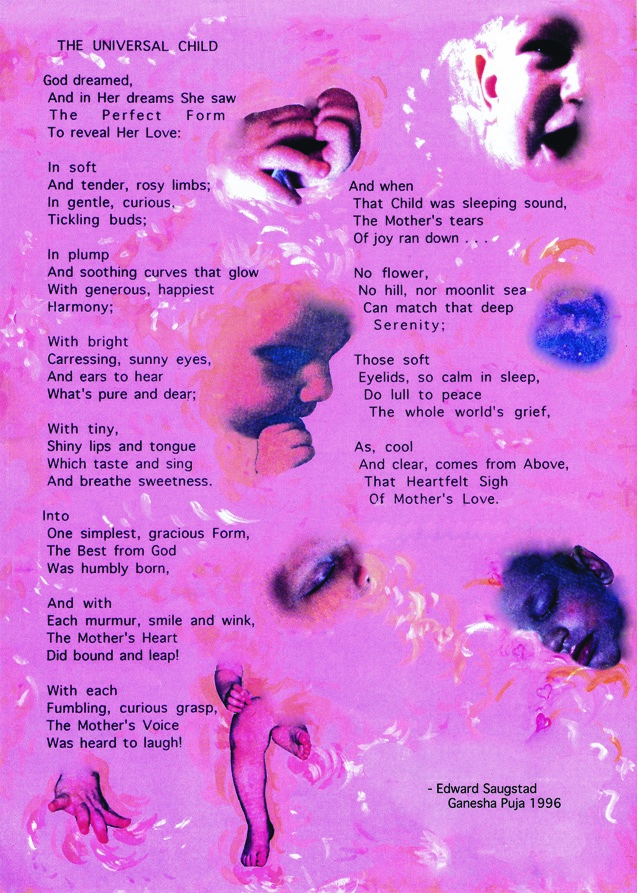 THE UNIVERSAL CHILD
God dreamed,
And in Her dreams She saw
The Perfect Form
To reveal Her Love:
In soft
And tender, rosy limbs;
In gentle, curious,
Tickling buds;
In plump
And soothing curves that glow
With generous, happiest
Harmony;
With bright
Carressing, sunny eyes,
And ears to hear
What's pure and dear;
With tiny,
Shiny lips and tongue
Which taste and sing
And breathe sweetness.
Into
One simplest, gracious Form,
The Best from God
Was humbly born,
And with
Each murmur, smile and wink,
The Mother's Heart
Did bound and leap!
With each
Fumbling, curious grasp,
The Mother's Voice
Was heard to laugh!
And when
That Child was sleeping sound,
The Mother's tears
Of joy ran down . . .
No flower,
No hill, nor moonlit sea
Can match that deep
Serenity;
Those soft
Eyelids, so calm in sleep,
Do lull to peace
The whole world's grief,
As, cool
And clear, comes from Above,
That Heartfelt Sigh
Of Mother's Love.
- Edward Saugstad
Ganesha Puja 1996